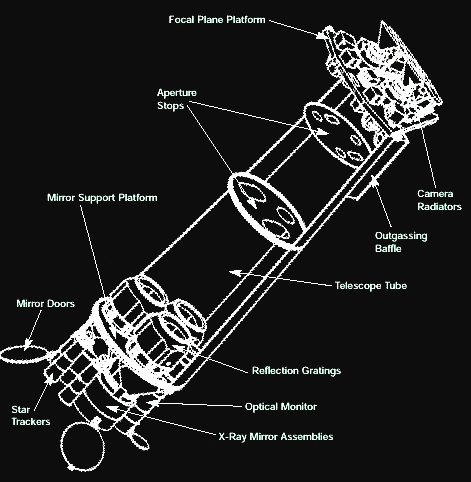 Focal Plane Platform
Aperture
Stops
Camera
Radiators
Mirror Support Platform
Outgassing
Baffle
Telescope Tube
Mirror Doors
Reflection Gratings
Star
Trackers
Optical Monitor
X-Ray Mirror Assemblies